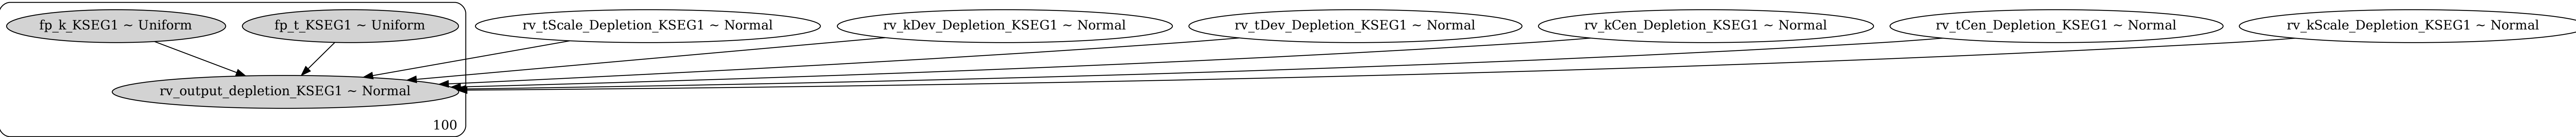 fp_k_KSEG1 ~ Uniform
fp_t_KSEG1 ~ Uniform
rv_tScale_Depletion_KSEG1 ~ Normal
rv_kDev_Depletion_KSEG1 ~ Normal
rv_tDev_Depletion_KSEG1 ~ Normal
rv_kCen_Depletion_KSEG1 ~ Normal
rv_tCen_Depletion_KSEG1 ~ Normal
rv_kScale_Depletion_KSEG1 ~ Normal
rv_output_depletion_KSEG1 ~ Normal
100